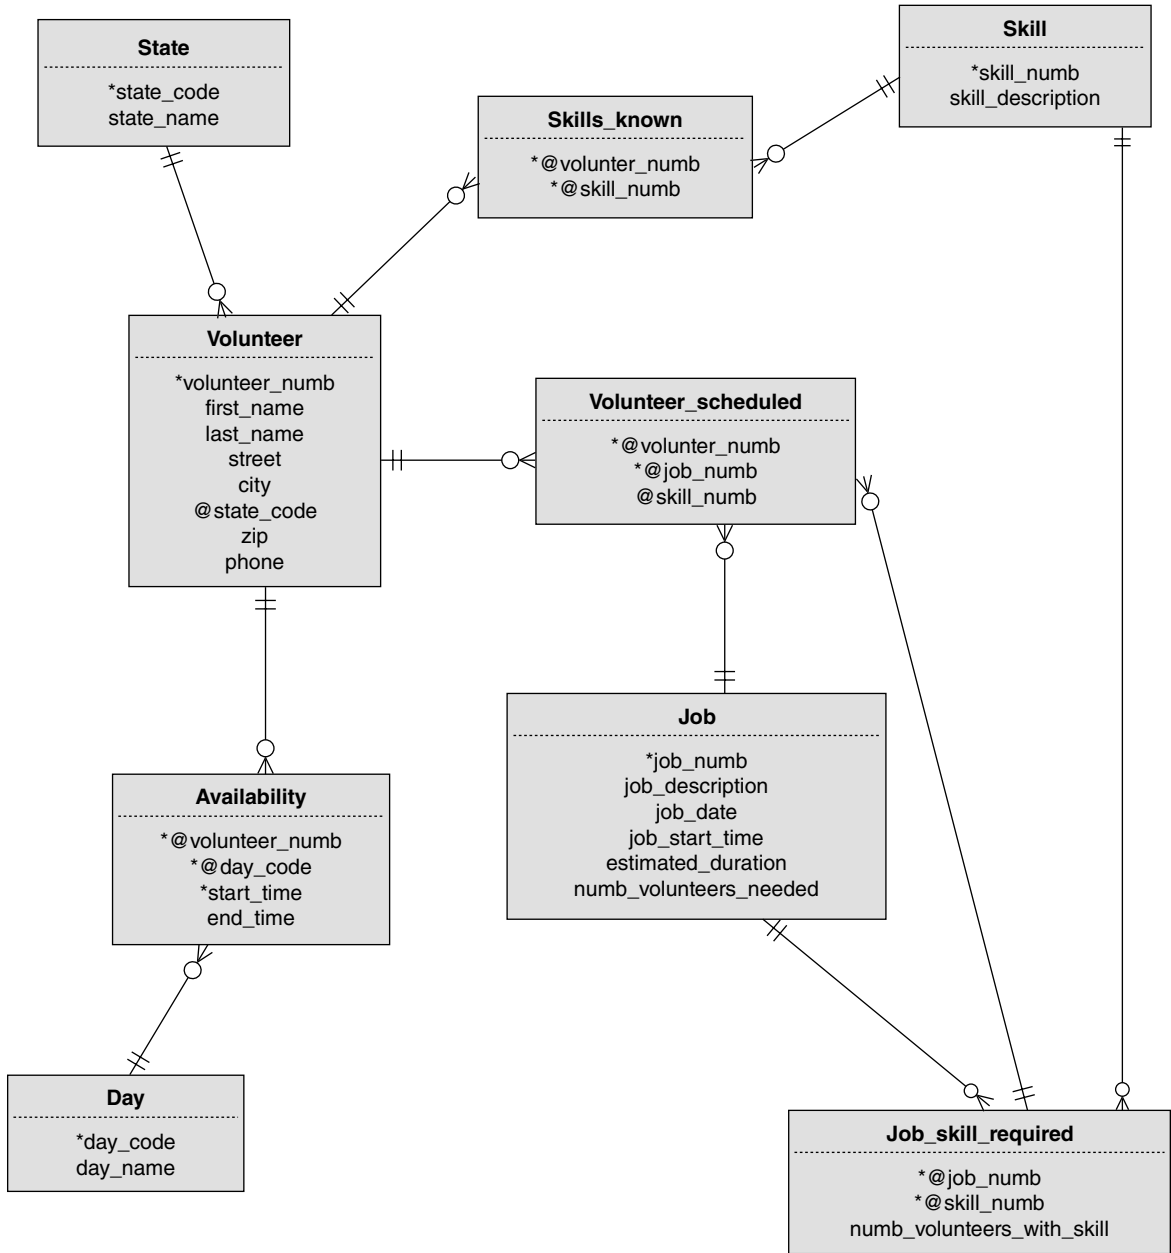 State
*state_code
state_name
Skill
*skill_numb
skill_description
Skills_known
*@volunter_numb
*@skill_numb
Volunteer
*volunteer_numb
first_name
last_name
street
city
@state_code
zip
phone
Volunteer_scheduled
*@volunter_numb
*@job_numb
@skill_numb
Job
*job_numb
job_description
job_date
job_start_time
estimated_duration
numb_volunteers_needed
Availability
*@volunteer_numb
*@day_code
*start_time
end_time
Day
*day_code
day_name
Job_skill_required
*@job_numb
*@skill_numb
numb_volunteers_with_skill